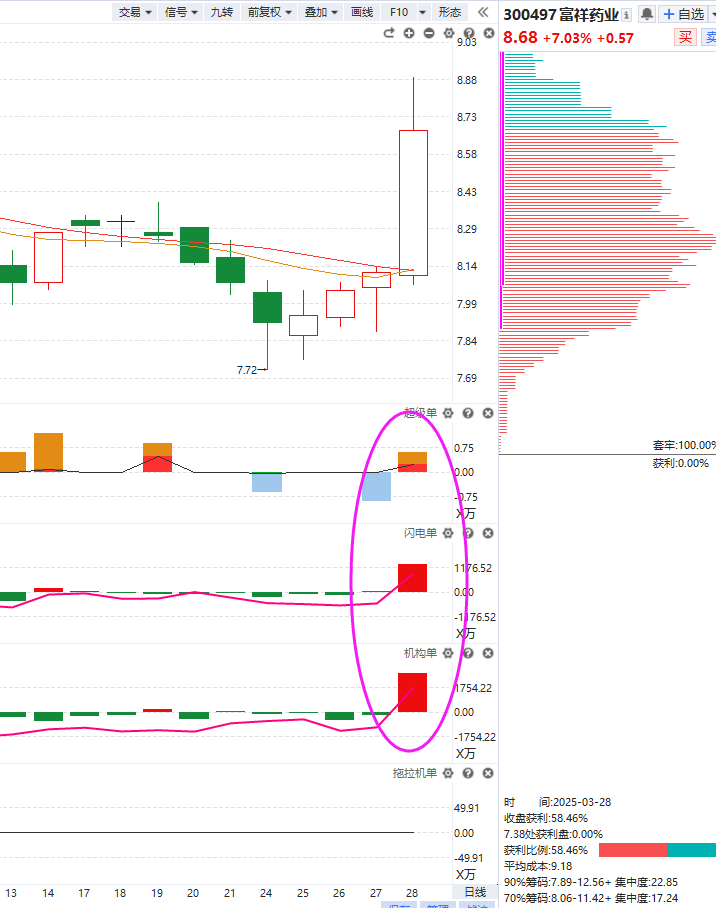 交易 信号 九转 前复权 叠加 画线 F10 形态
300497 富祥药业 自选
8.68 +7.03% +0.57 买 卖
9.03
8.88
8.73
8.58
8.43
8.29
8.14
7.99
7.84
7.72
7.69
超级单
0.75
0.00
-0.75
X万
闪电单
1176.52
0.00
-1176.52
X万
机构单
1754.22
0.00
-1754.22
X万
拖拉机单
49.91
0.00
-49.91
X万
13 14 17 18 19 20 21 24 25 26 27 28 日线
套牢:100.00%
获利:0.00%
时 间:2025-03-28
收盘获利:58.46%
7.38处获利盘:0.00%
获利比例:58.46%
平均成本:9.18
90%筹码:7.89-12.56+ 集中度:22.85
70%筹码:8.06-11.42+ 集中度:17.24